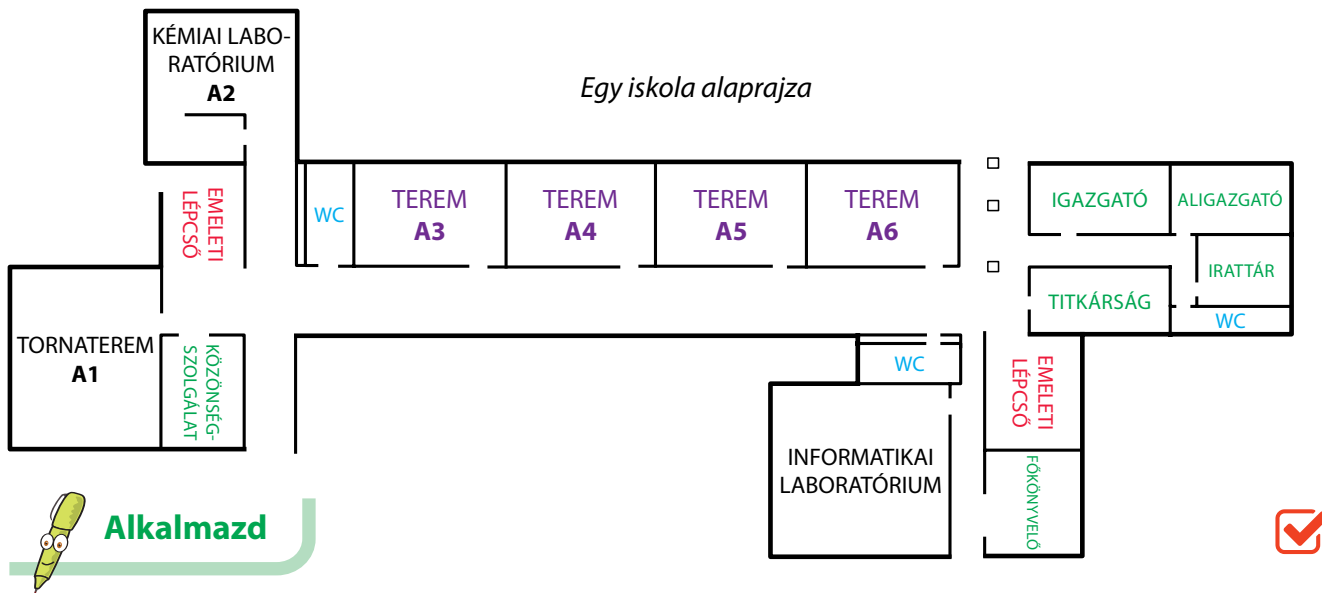 KÉMIAI LABO-
RATÓRIUM
A2
Egy iskola alaprajza
EMELETI
LÉPCSŐ
WC
TEREM
A3
TEREM
A4
TEREM
A5
TEREM
A6
IGAZGATÓ
ALIGAZGATÓ
IRATTÁR
TITKÁRSÁG
WC
TORNATEREM
A1
KÖZÖNSÉG-
SZOLGÁLAT
WC
EMELETI
LÉPCSŐ
INFORMATIKAI
LABORATÓRIUM
FŐKÖNYVELŐ
Alkalmazd